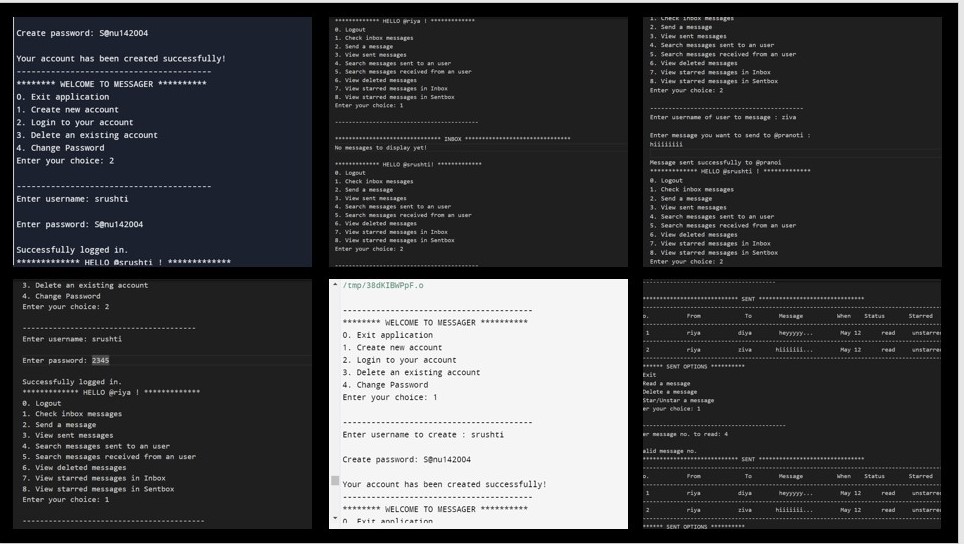 Create password: S@nu142004
Your account has been created successfully!
----------------------------------------
******** WELCOME TO MESSAGER **********
0. Exit application
1. Create new account
2. Login to your account
3. Delete an existing account
4. Change Password
Enter your choice: 2
----------------------------------------
Enter username: srushti
Enter password: S@nu142004
Successfully logged in.
************* HELLO @srushti ! *************
************* HELLO @riya ! *************
0. Logout
1. Check inbox messages
2. Send a message
3. View sent messages
4. Search messages sent to an user
5. Search messages received from an user
6. View deleted messages
7. View starred messages in Inbox
8. View starred messages in Sentbox
Enter your choice: 1
----------------------------------------
****************************** INBOX ******************************
No messages to display yet!
************* HELLO @srushti! *************
0. Logout
1. Check inbox messages
2. Send a message
3. View sent messages
4. Search messages sent to an user
5. Search messages received from an user
6. View deleted messages
7. View starred messages in Inbox
8. View starred messages in Sentbox
Enter your choice: 2
----------------------------------------
1. Check inbox messages
2. Send a message
3. View sent messages
4. Search messages sent to an user
5. Search messages received from an user
6. View deleted messages
7. View starred messages in Inbox
8. View starred messages in Sentbox
Enter your choice: 2
----------------------------------------
Enter username of user to message : ziva
Enter message you want to send to @pranoti :
hiiiiiii
Message sent successfully to @pranoi
************* HELLO @srushti ! *************
0. Logout
1. Check inbox messages
2. Send a message
3. View sent messages
4. Search messages sent to an user
5. Search messages received from an user
6. View deleted messages
7. View starred messages in Inbox
8. View starred messages in Sentbox
Enter your choice: 2
3. Delete an existing account
4. Change Password
Enter your choice: 2
----------------------------------------
Enter username: srushti
Enter password: 2345
Successfully logged in.
************* HELLO @riya ! *************
0. Logout
1. Check inbox messages
2. Send a message
3. View sent messages
4. Search messages sent to an user
5. Search messages received from an user
6. View deleted messages
7. View starred messages in Inbox
8. View starred messages in Sentbox
Enter your choice: 1
----------------------------------------
/tmp/38dKIBWPpF.o
----------------------------------------
******** WELCOME TO MESSAGER **********
0. Exit application
1. Create new account
2. Login to your account
3. Delete an existing account
4. Change Password
Enter your choice: 1
----------------------------------------
Enter username to create : srushti
Create password: S@nu142004
Your account has been created successfully!
----------------------------------------
******** WELCOME TO MESSAGER **********
0. Exit application
****************************** SENT ******************************
o. From To Message When Status Starred
1 riya diya heyyyyy... May 12 read unstarre
2 riya ziva hiiiiiii... May 12 read unstarre
****** SENT OPTIONS **********
Exit
Read a message
Delete a message
Star/Unstar a message
er your choice: 1
----------------------------------------
er message no. to read: 4
alid message no.
****************************** SENT ******************************
o. From To Message When Status Starred
1 riya diya heyyyyy... May 12 read unstarre
2 riya ziva hiiiiiii... May 12 read unstarre
****** SENT OPTIONS **********